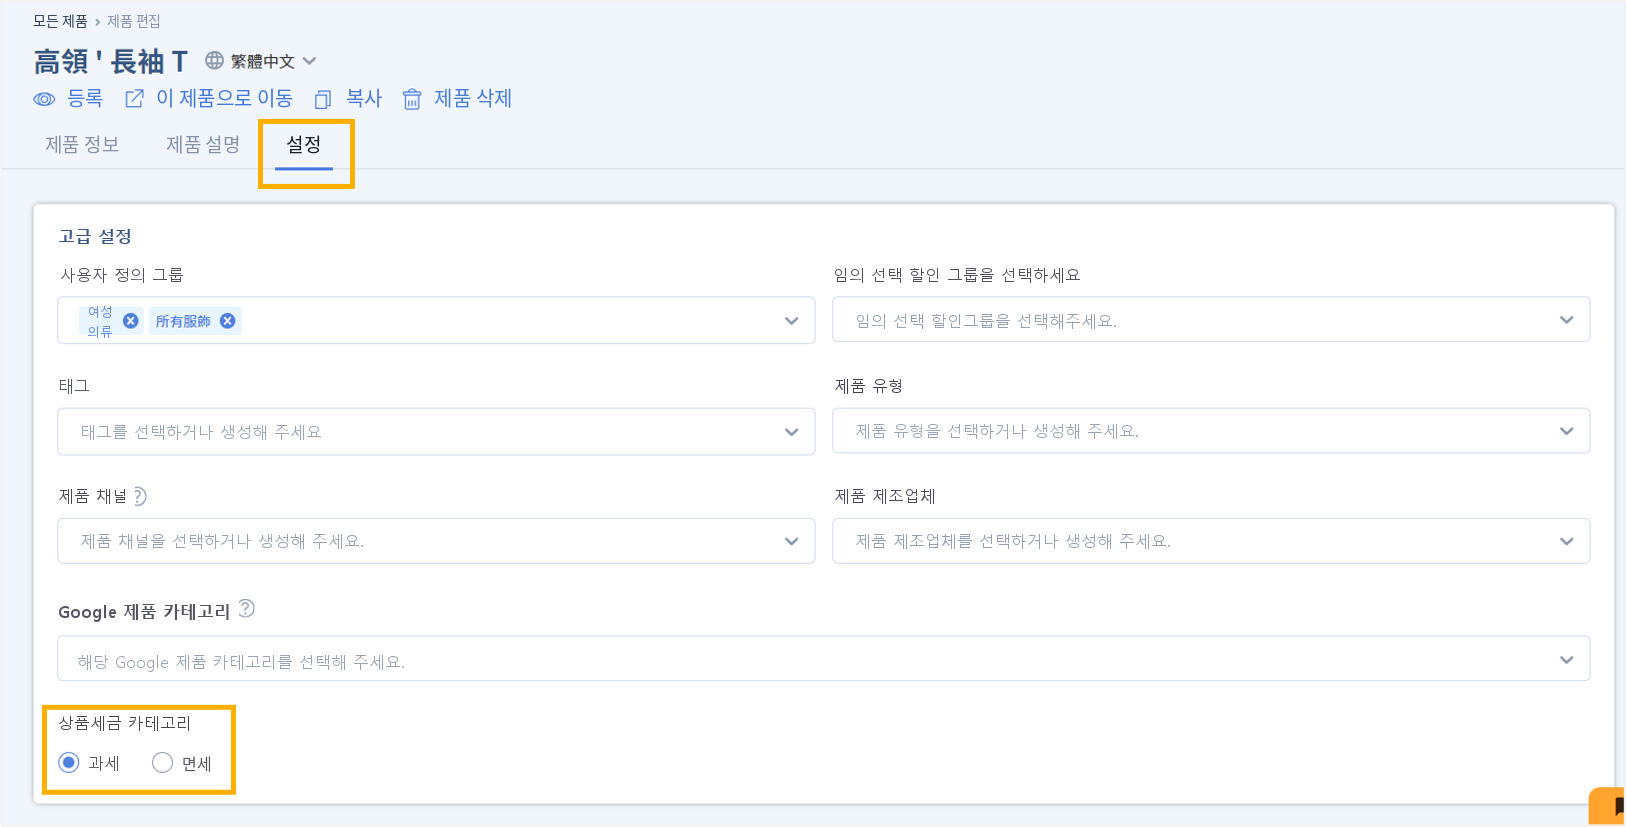 모든 제품 › 제품 편집
高領 ' 長袖 T 繁體中文
등록 이 제품으로 이동 복사 제품 삭제
제품 정보 제품 설명 설정
고급 설정
사용자 정의 그룹 임의 선택 할인 그룹을 선택하세요
여성
의류 所有服飾 임의 선택 할인그룹을 선택해주세요.
태그 제품 유형
태그를 선택하거나 생성해 주세요 제품 유형을 선택하거나 생성해 주세요.
제품 채널 ? 제품 제조업체
제품 채널을 선택하거나 생성해 주세요. 제품 제조업체를 선택하거나 생성해 주세요.
Google 제품 카테고리 ?
해당 Google 제품 카테고리를 선택해 주세요.
상품세금 카테고리
과세 면세